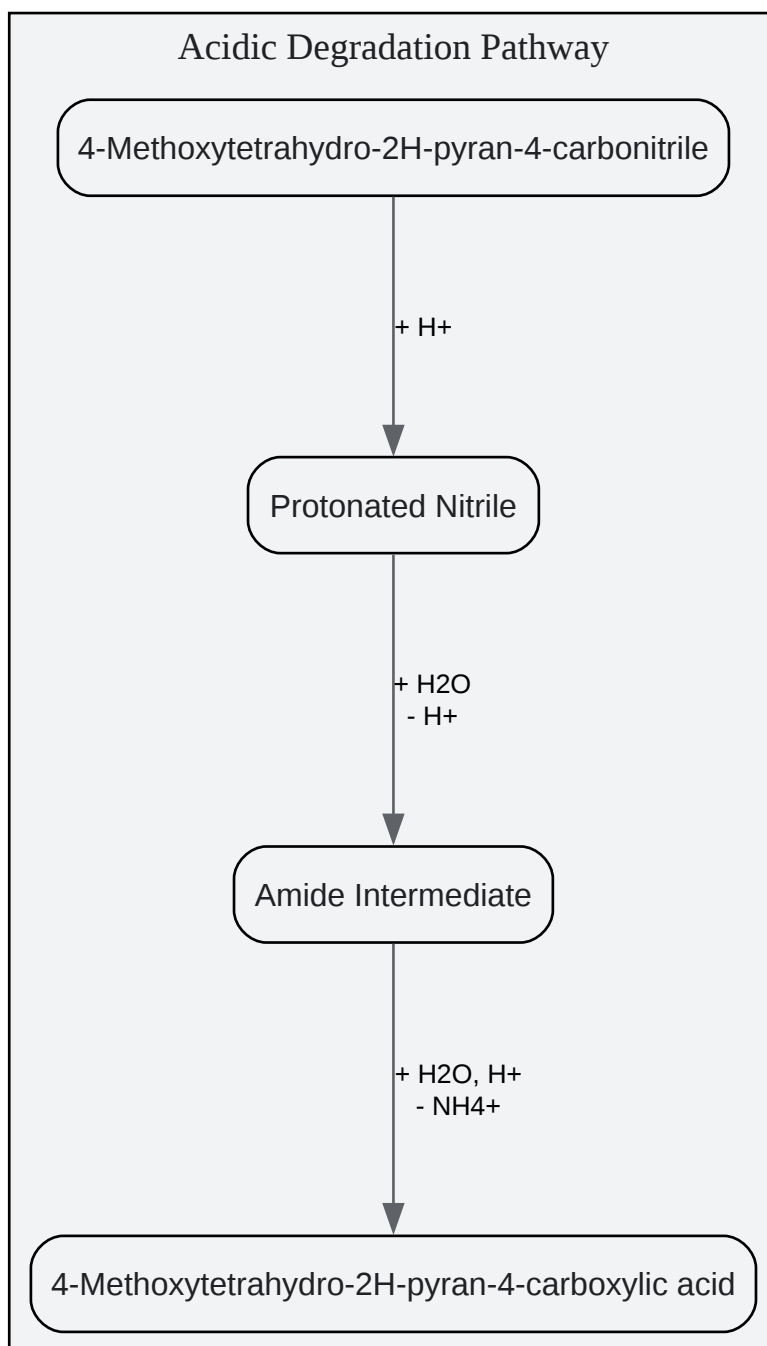 Acidic Degradation Pathway
4-Methoxytetrahydro-2H-pyran-4-carbonitrile
+ H+
Protonated Nitrile
+ H2O
- H+
Amide Intermediate
+ H2O, H+
- NH4+
4-Methoxytetrahydro-2H-pyran-4-carboxylic acid